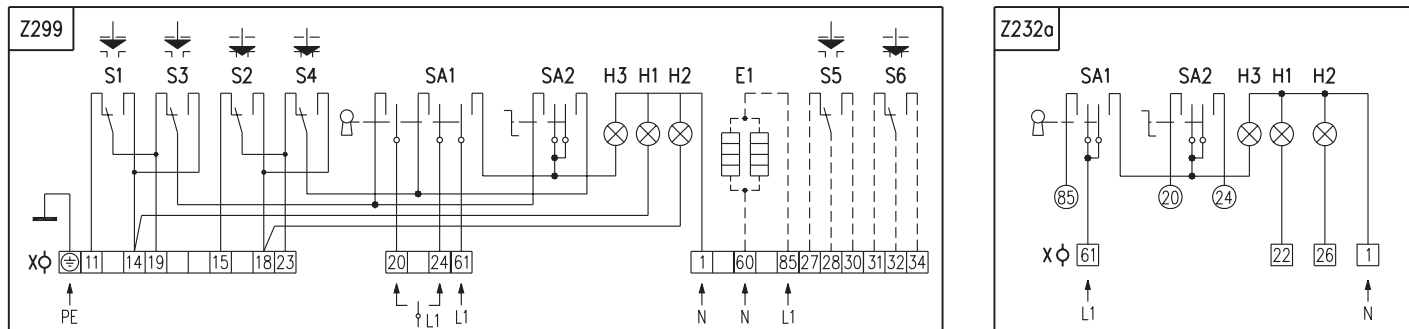 Z299
S1 S3 S2 S4 SA1 SA2 H3 H1 H2 E1 S5 S6
X 11 14 19 15 18 23 20 24 61 1 60 85 27 28 30 31 32 34
PE L1 L1 N N L1
Z232a
SA1 SA2 H3 H1 H2
85 20 24
X 61 22 26 1
L1 N